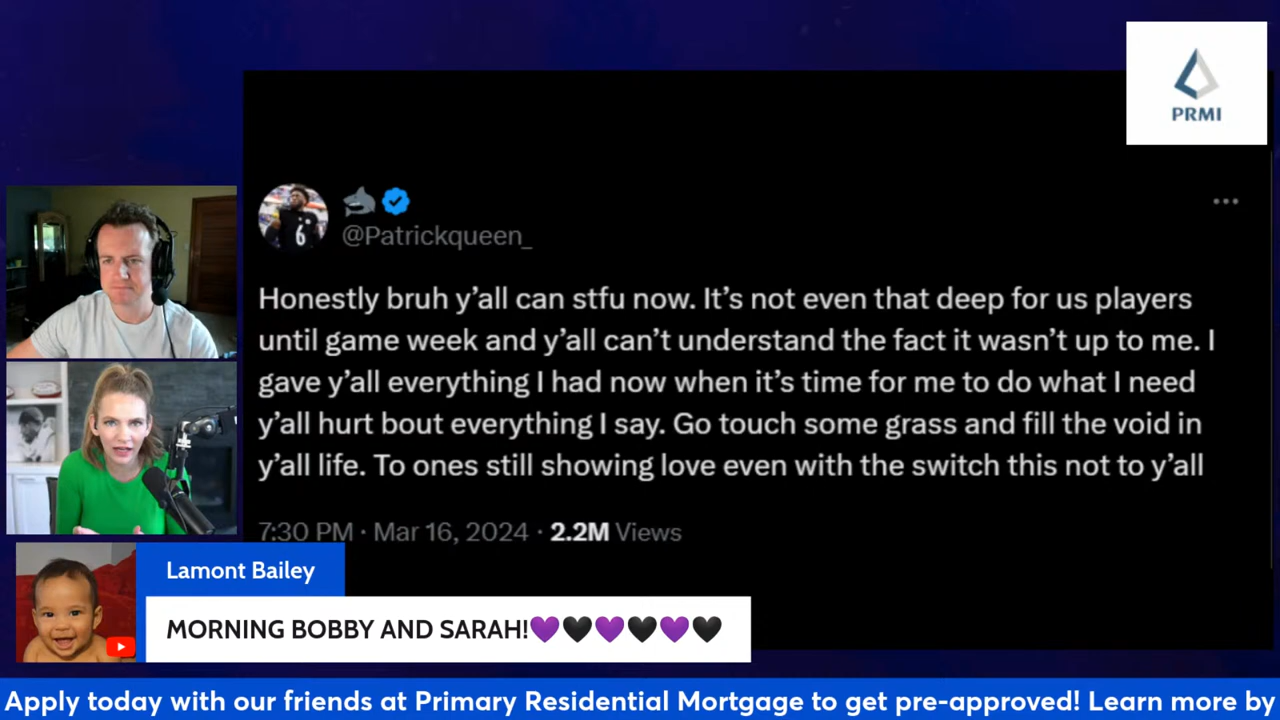 PRMI
6
@Patrickqueen_
Honestly bruh y’all can stfu now. It’s not even that deep for us players
until game week and y’all can’t understand the fact it wasn’t up to me. I
gave y’all everything I had now when it’s time for me to do what I need
y’all hurt bout everything I say. Go touch some grass and fill the void in
y’all life. To ones still showing love even with the switch this not to y’all
7:30 PM · Mar 16, 2024 · 2.2M Views
Lamont Bailey
MORNING BOBBY AND SARAH!💜🖤💜🖤💜🖤
Apply today with our friends at Primary Residential Mortgage to get pre-approved! Learn more by